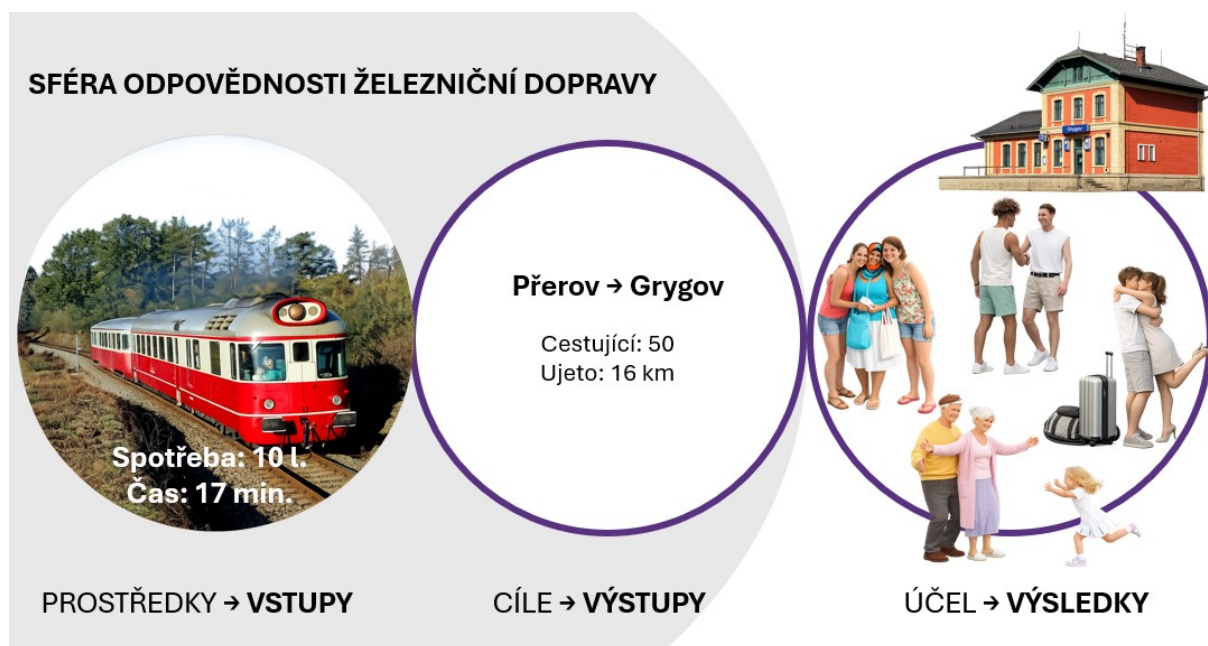 SFÉRA ODPOVĚDNOSTI ŽELEZNIČNÍ DOPRAVY
Grygov
Přerov → Grygov
Cestující: 50
Ujeto: 16 km
Spotřeba: 10 l.
Čas: 17 min.
PROSTŘEDKY → VSTUPY
CÍLE → VÝSTUPY
ÚČEL → VÝSLEDKY